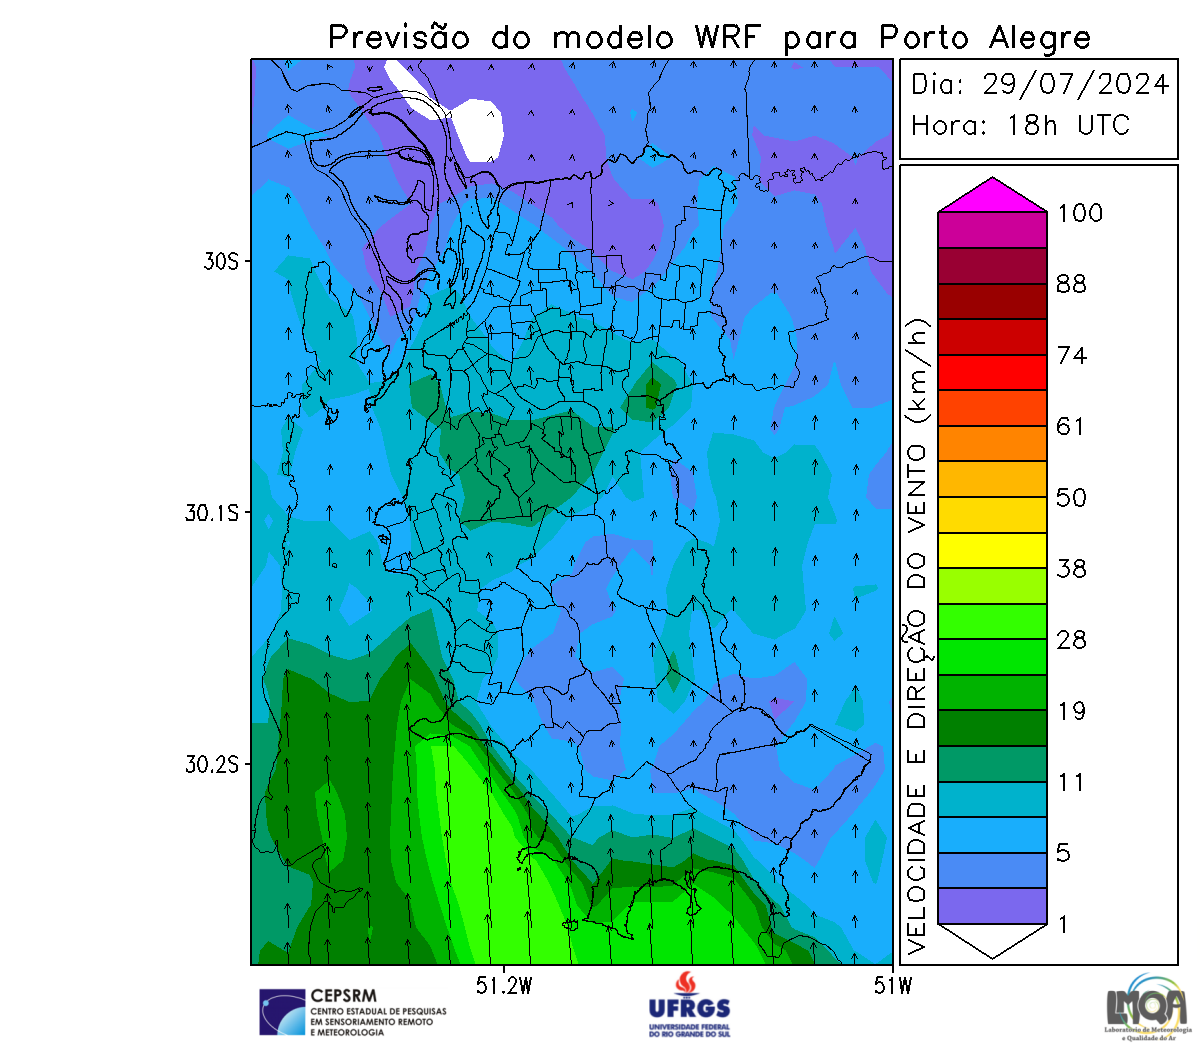 Previsão do modelo WRF para Porto Alegre
Dia: 29/07/2024
Hora: 18h UTC
100
88
74
61
50
38
28
19
11
5
1
VELOCIDADE E DIREÇÃO DO VENTO (km/h)
30S
30.1S
30.2S
51.2W
51W
CEPSRM
CENTRO ESTADUAL DE PESQUISAS
EM SENSORIAMENTO REMOTO
E METEOROLOGIA
UFRGS
UNIVERSIDADE FEDERAL
DO RIO GRANDE DO SUL
LMQA
Laboratório de Meteorologia
e Qualidade do Ar